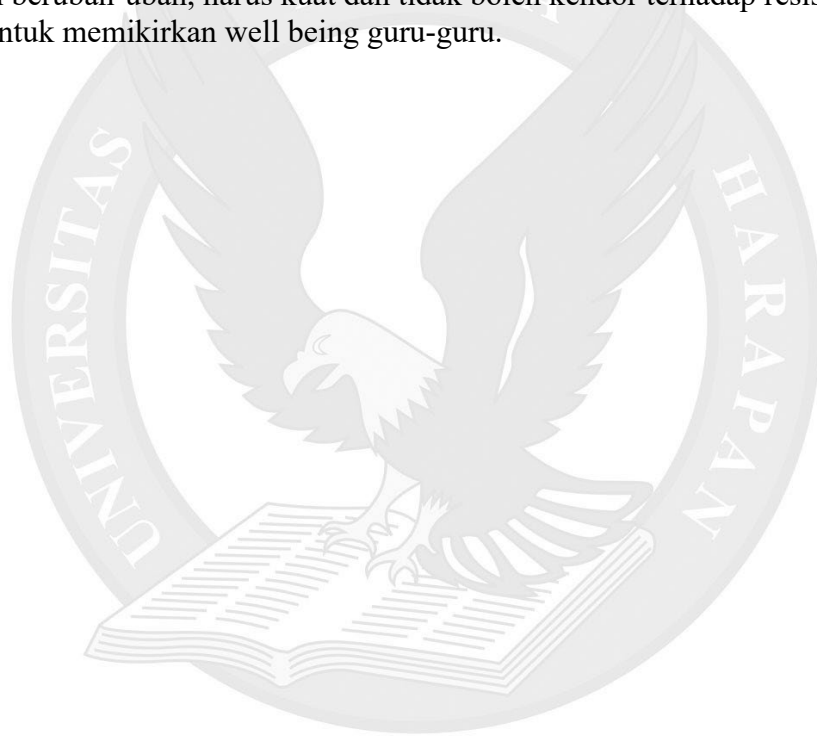 berubah-ubah, harus kuat dan tidak boleh kendor terhadap resis
ntuk memikirkan well being guru-guru.
UNIVERSITAS
HARAPAN